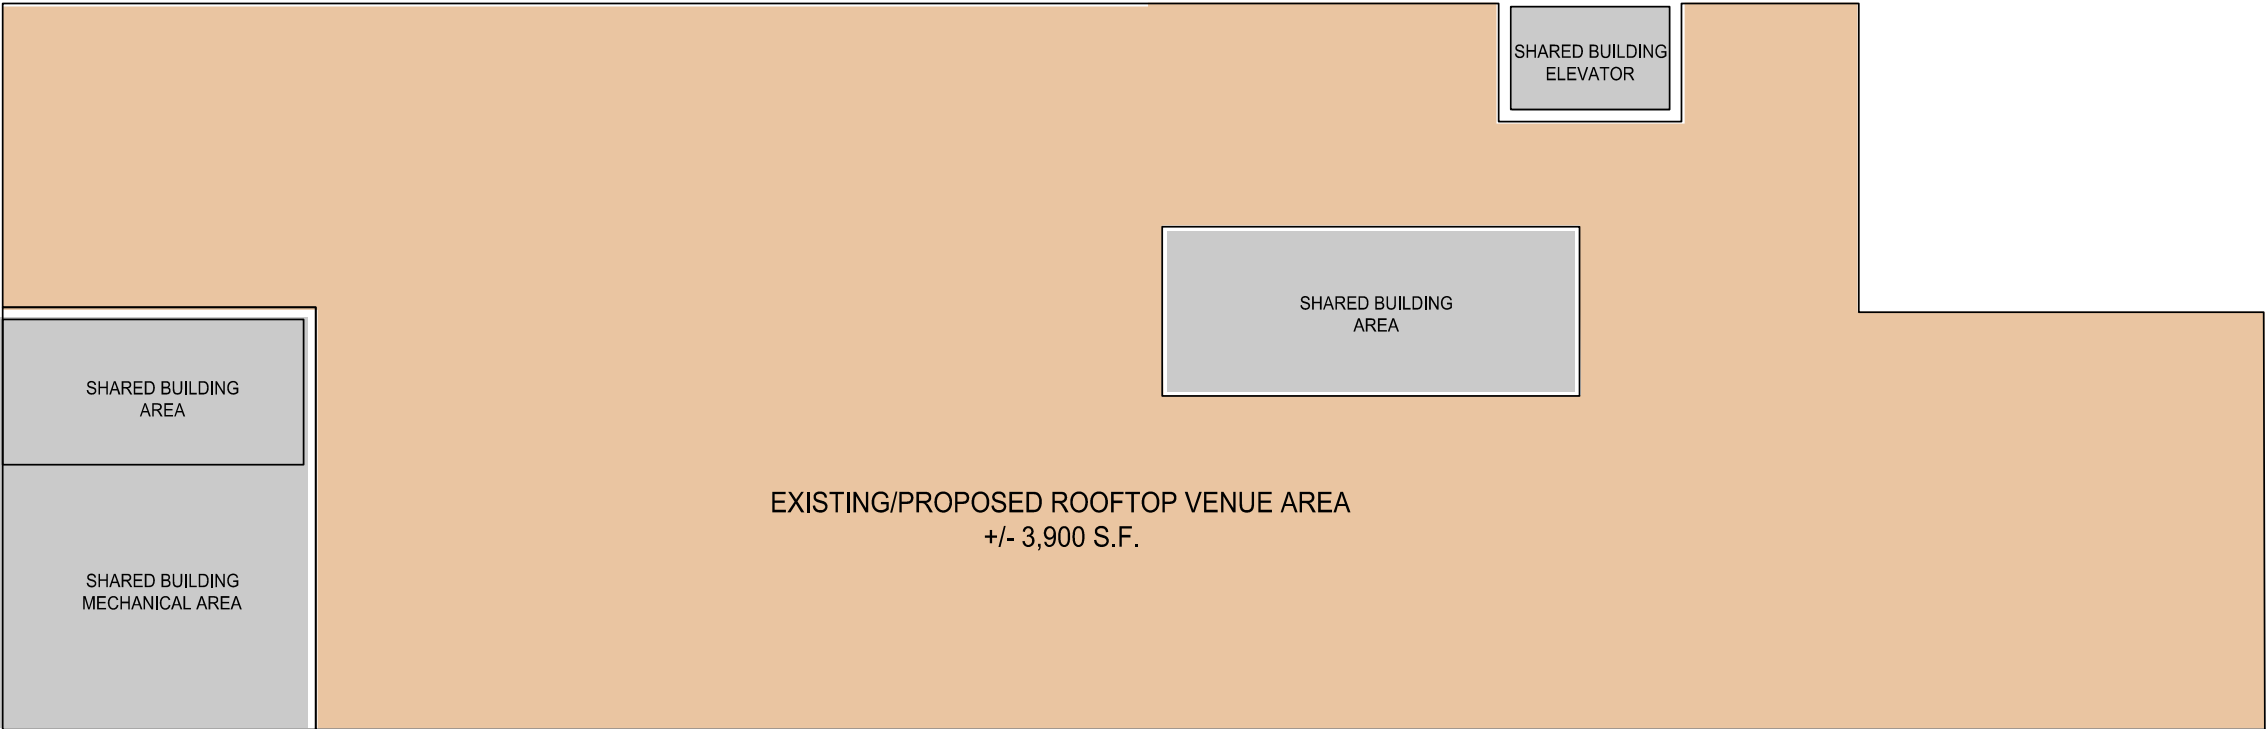 SHARED BUILDING
ELEVATOR
SHARED BUILDING
AREA
SHARED BUILDING
AREA
EXISTING/PROPOSED ROOFTOP VENUE AREA
+/- 3,900 S.F.
SHARED BUILDING
MECHANICAL AREA